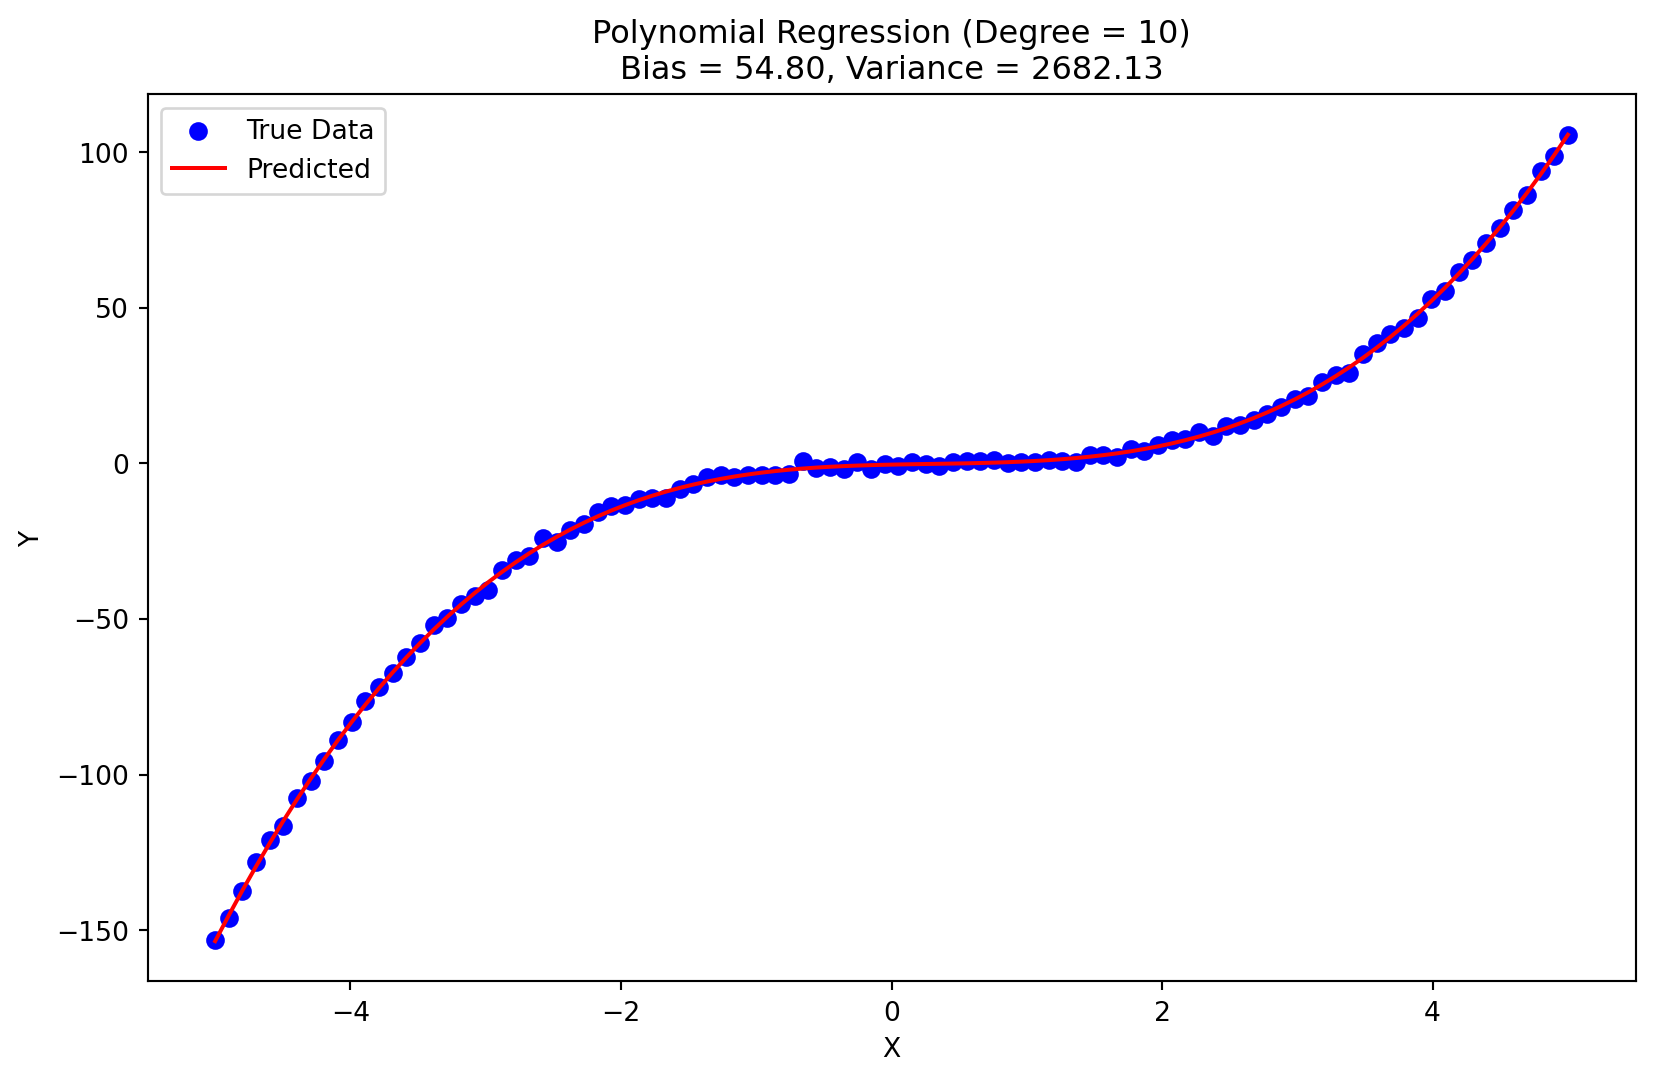 Polynomial Regression (Degree = 10)
Bias = 54.80, Variance = 2682.13
True Data
Predicted
100
50
0
−50
−100
−150
Y
−4
−2
0
2
4
X